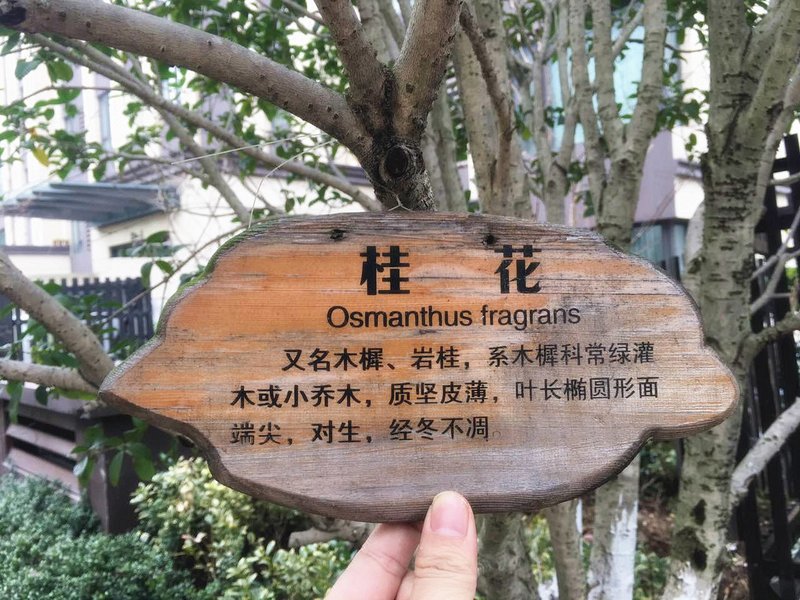 桂花
Osmanthus fragrans
又名木樨、岩桂，系木樨科常绿灌
木或小乔木，质坚皮薄，叶长椭圆形面
端尖，对生，经冬不凋。